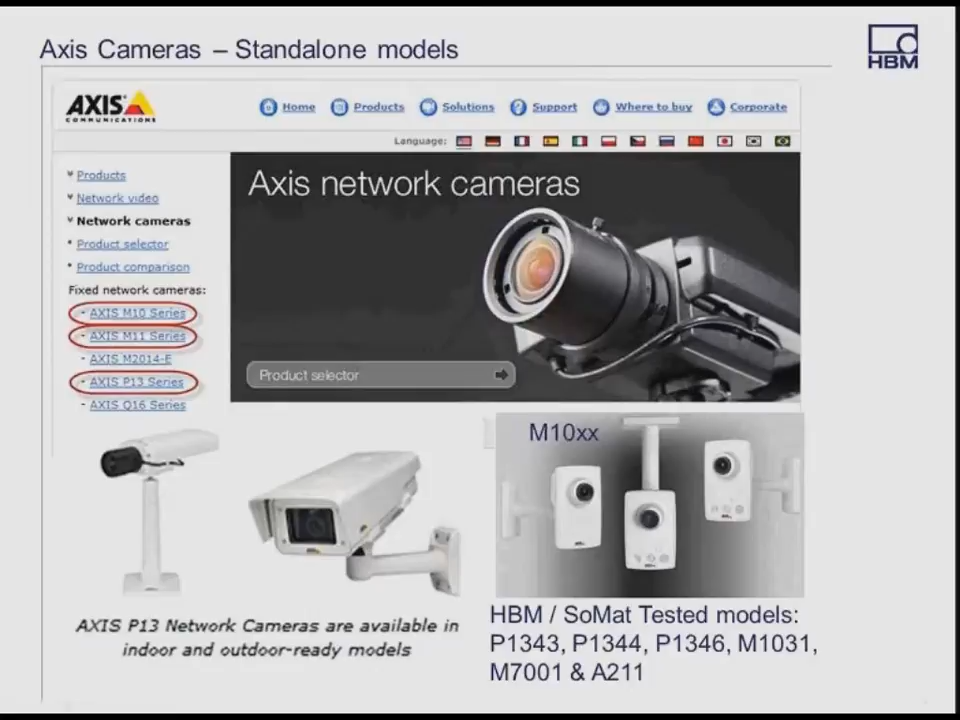 Axis Cameras – Standalone models
HBM
AXIS
COMMUNICATIONS
Home Products Solutions Support Where to buy Corporate
Language:
Products
Network video
Network cameras
Product selector
Product comparison
Fixed network cameras:
- AXIS M10 Series
- AXIS M11 Series
- AXIS M2014-E
- AXIS P13 Series
- AXIS Q16 Series
Axis network cameras
Product selector
M10xx
AXIS P13 Network Cameras are available in
indoor and outdoor-ready models
HBM / SoMat Tested models:
P1343, P1344, P1346, M1031,
M7001 & A211